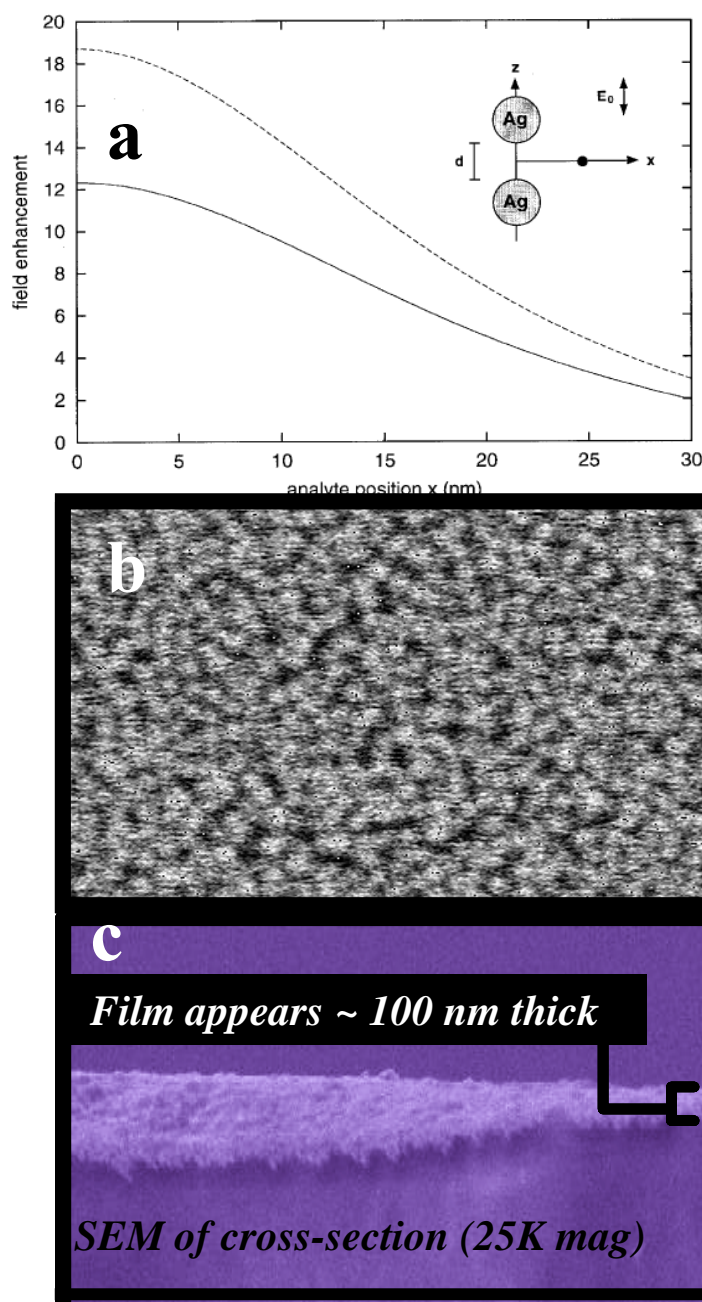 20
18
16
14
12
10
8
6
4
2
0
field enhancement
a
z
E₀
Ag
d
x
Ag
0 5 10 15 20 25 30
analyte position x (nm)
b
c
Film appears ~ 100 nm thick
SEM of cross-section (25K mag)